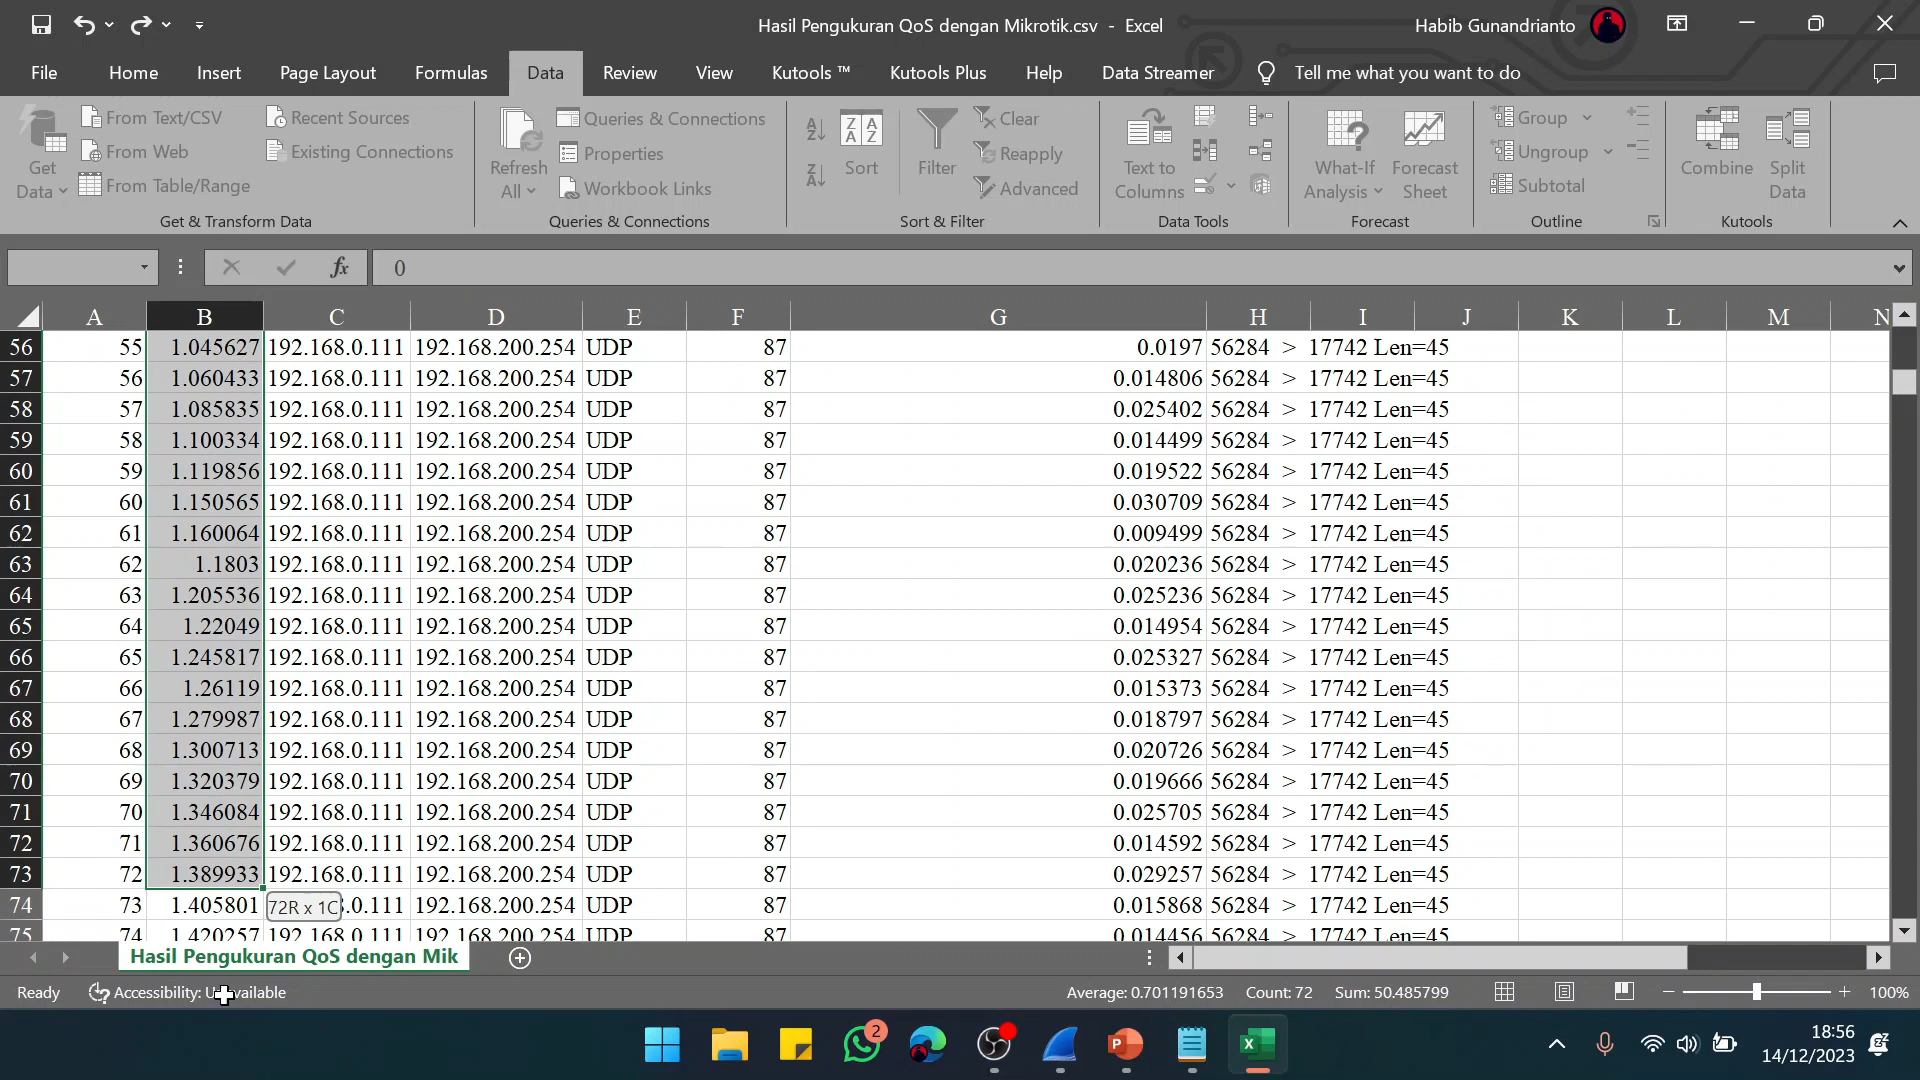 Hasil Pengukuran QoS dengan Mikrotik.csv - Excel
Habib Gunandrianto
File Home Insert Page Layout Formulas Data Review View Kutools ™ Kutools Plus Help Data Streamer Tell me what you want to do
Get Data
From Text/CSV
From Web
From Table/Range
Recent Sources
Existing Connections
Get & Transform Data
Refresh All
Queries & Connections
Properties
Workbook Links
Queries & Connections
Sort
Filter
Clear
Reapply
Advanced
Sort & Filter
Text to Columns
Data Tools
What-If Analysis
Forecast Sheet
Forecast
Group
Ungroup
Subtotal
Outline
Combine
Split Data
Kutools
fx 0
A B C D E F G H I J K L M N
56 55 1.045627 192.168.0.111 192.168.200.254 UDP 87 0.0197 56284 > 17742 Len=45
57 56 1.060433 192.168.0.111 192.168.200.254 UDP 87 0.014806 56284 > 17742 Len=45
58 57 1.085835 192.168.0.111 192.168.200.254 UDP 87 0.025402 56284 > 17742 Len=45
59 58 1.100334 192.168.0.111 192.168.200.254 UDP 87 0.014499 56284 > 17742 Len=45
60 59 1.119856 192.168.0.111 192.168.200.254 UDP 87 0.019522 56284 > 17742 Len=45
61 60 1.150565 192.168.0.111 192.168.200.254 UDP 87 0.030709 56284 > 17742 Len=45
62 61 1.160064 192.168.0.111 192.168.200.254 UDP 87 0.009499 56284 > 17742 Len=45
63 62 1.1803 192.168.0.111 192.168.200.254 UDP 87 0.020236 56284 > 17742 Len=45
64 63 1.205536 192.168.0.111 192.168.200.254 UDP 87 0.025236 56284 > 17742 Len=45
65 64 1.22049 192.168.0.111 192.168.200.254 UDP 87 0.014954 56284 > 17742 Len=45
66 65 1.245817 192.168.0.111 192.168.200.254 UDP 87 0.025327 56284 > 17742 Len=45
67 66 1.26119 192.168.0.111 192.168.200.254 UDP 87 0.015373 56284 > 17742 Len=45
68 67 1.279987 192.168.0.111 192.168.200.254 UDP 87 0.018797 56284 > 17742 Len=45
69 68 1.300713 192.168.0.111 192.168.200.254 UDP 87 0.020726 56284 > 17742 Len=45
70 69 1.320379 192.168.0.111 192.168.200.254 UDP 87 0.019666 56284 > 17742 Len=45
71 70 1.346084 192.168.0.111 192.168.200.254 UDP 87 0.025705 56284 > 17742 Len=45
72 71 1.360676 192.168.0.111 192.168.200.254 UDP 87 0.014592 56284 > 17742 Len=45
73 72 1.389933 192.168.0.111 192.168.200.254 UDP 87 0.029257 56284 > 17742 Len=45
74 73 1.405801 72R x 1C .0.111 192.168.200.254 UDP 87 0.015868 56284 > 17742 Len=45
75 74 1.420257 192.168.0.111 192.168.200.254 UDP 87 0.014456 56284 > 17742 Len=45
Hasil Pengukuran QoS dengan Mik
Ready Accessibility: Unavailable Average: 0.701191653 Count: 72 Sum: 50.485799 100%
2
18:56
14/12/2023